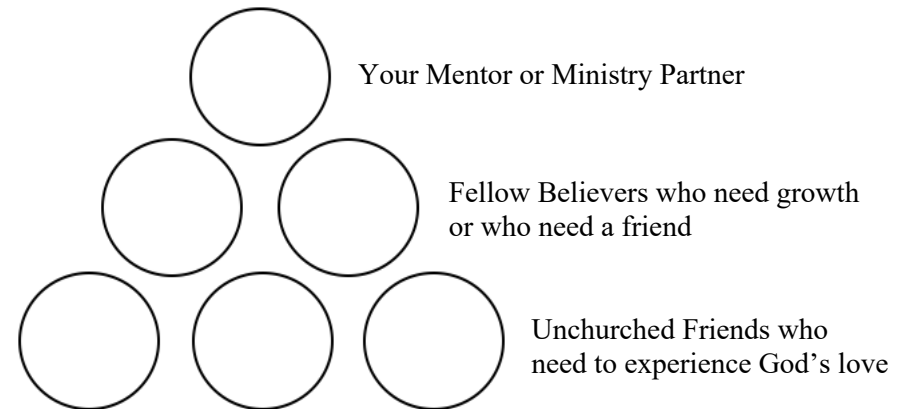 Your Mentor or Ministry Partner
Fellow Believers who need growth
or who need a friend
Unchurched Friends who
need to experience God’s love